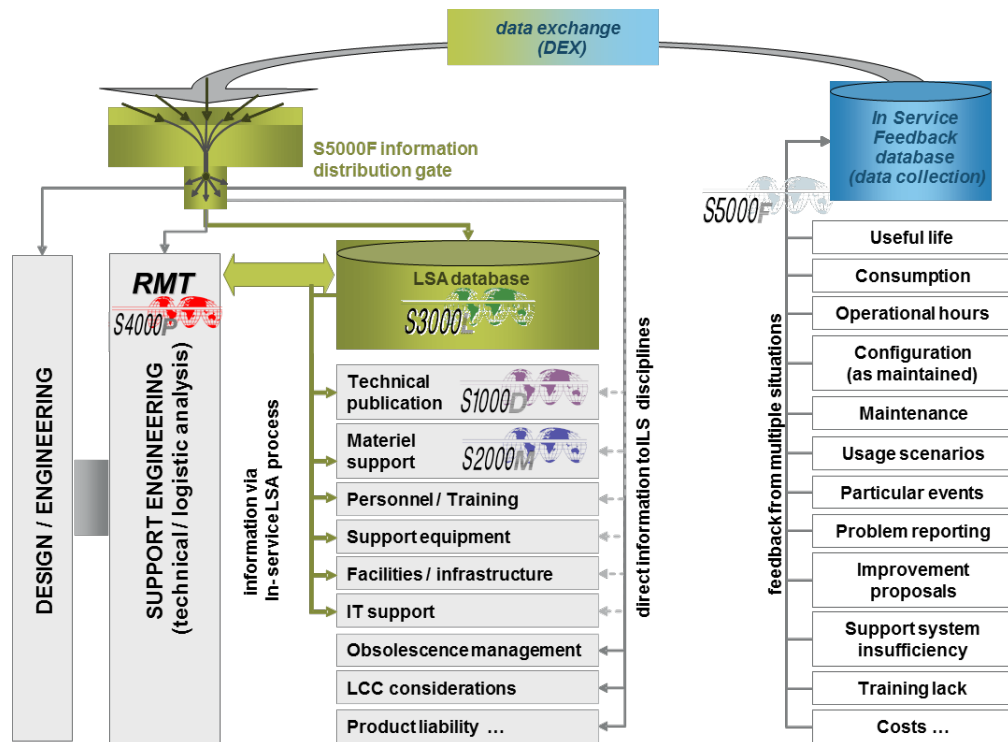 data exchange
(DEX)
In Service
Feedback
database
(data collection)
S5000F information
distribution gate
S5000F
DESIGN / ENGINEERING
RMT
S4000P
SUPPORT ENGINEERING
(technical / logistic analysis)
LSA database
S3000L
information via
In-service LSA process
Technical
publication
S1000D
Materiel
support
S2000M
Personnel / Training
Support equipment
Facilities / infrastructure
IT support
Obsolescence management
LCC considerations
Product liability ...
direct information to ILS disciplines
feedback from multiple situations
Useful life
Consumption
Operational hours
Configuration
(as maintained)
Maintenance
Usage scenarios
Particular events
Problem reporting
Improvement
proposals
Support system
insufficiency
Training lack
Costs ...